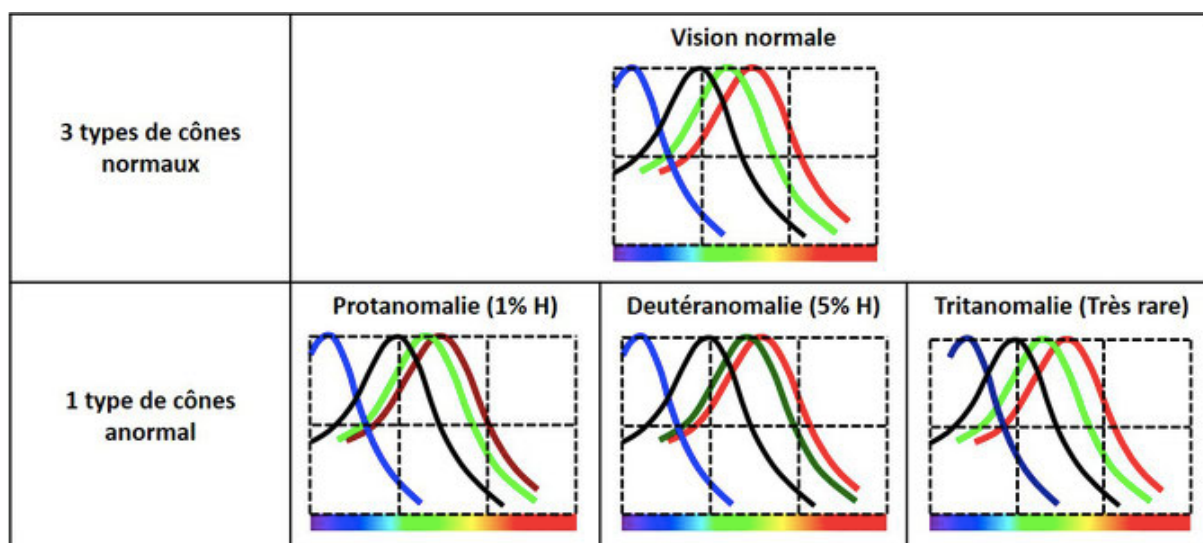 Vision normale
3 types de cônes
normaux
Protanomalie (1% H)
Deutéranomalie (5% H)
Tritanomalie (Très rare)
1 type de cônes
anormal